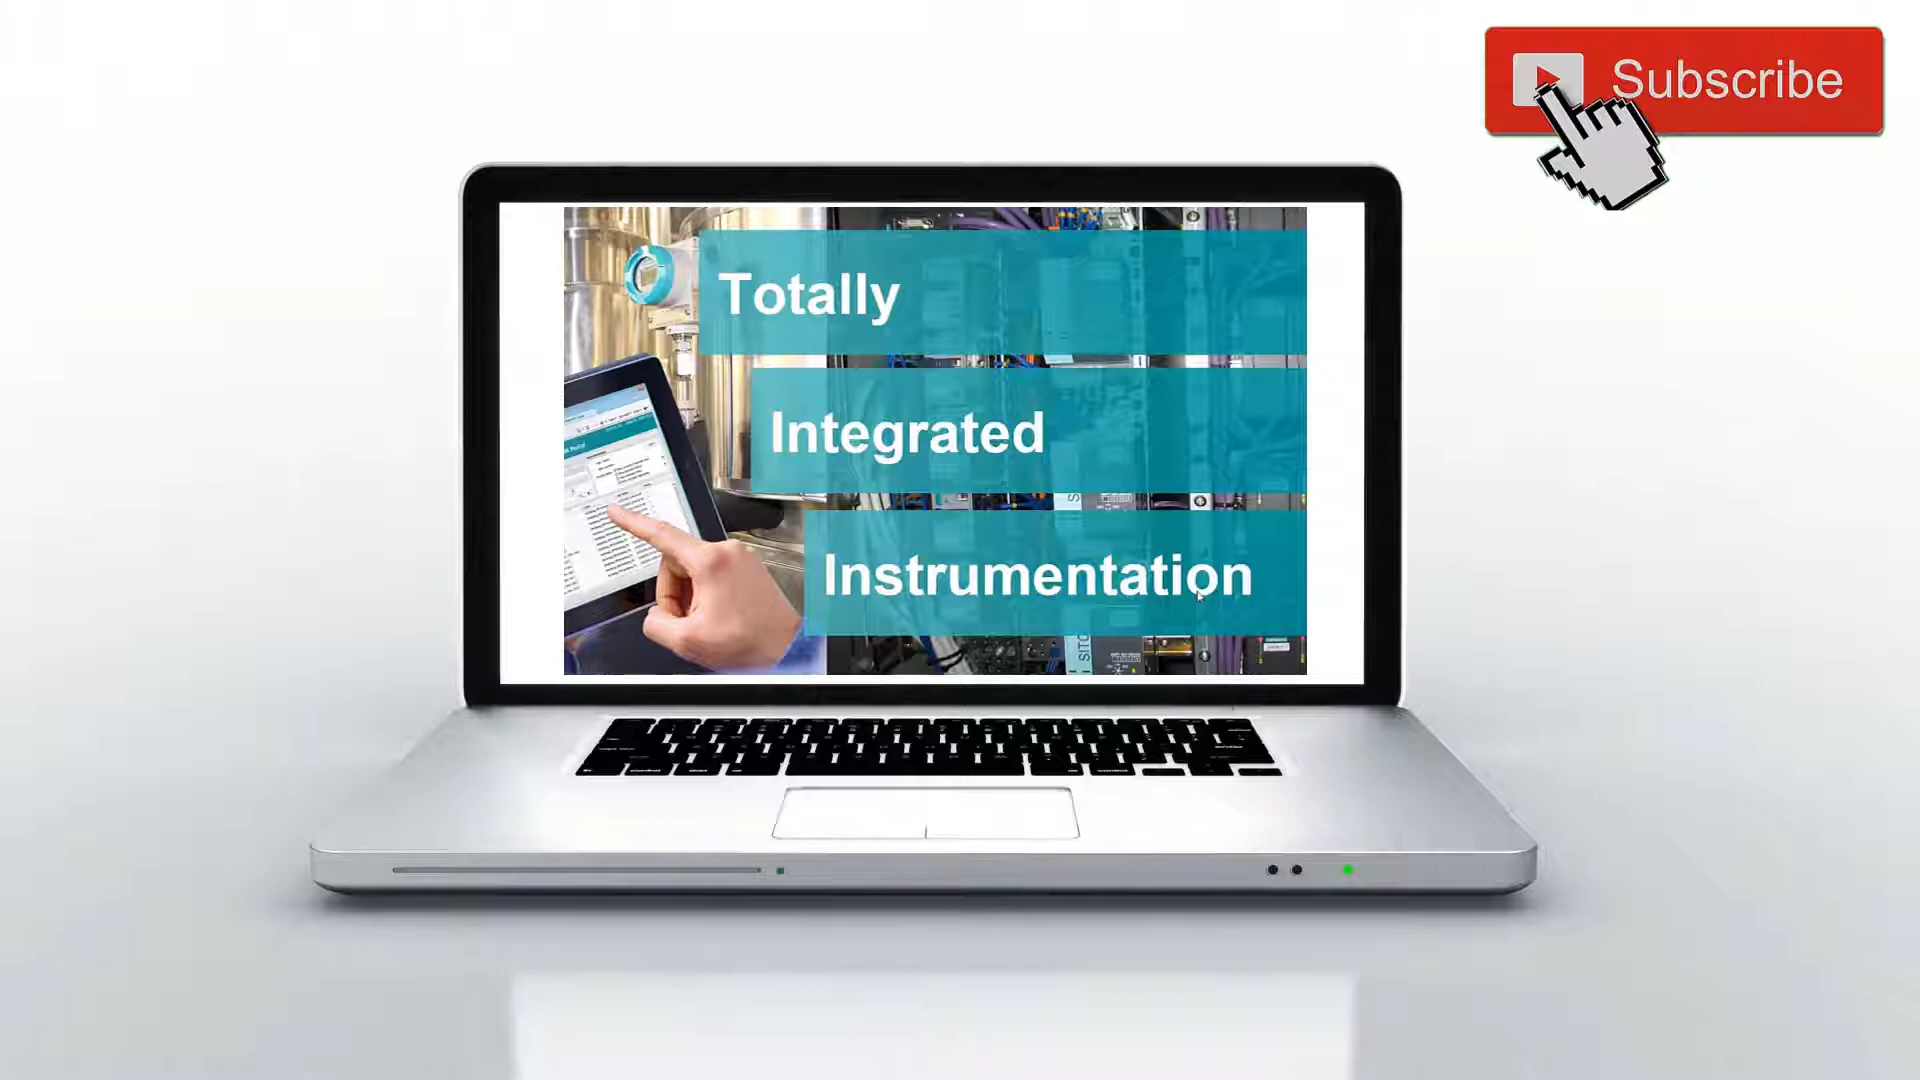 Subscribe
Totally
Integrated
Instrumentation